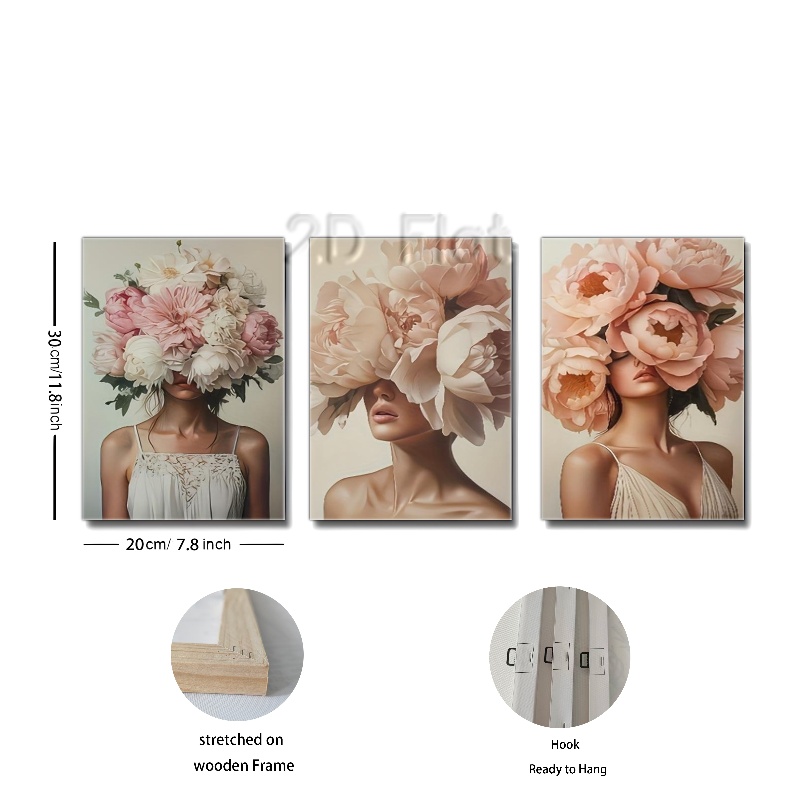 2D Flat
30cm/11.8inch
20cm/ 7.8 inch
stretched on
wooden Frame
Hook
Ready to Hang